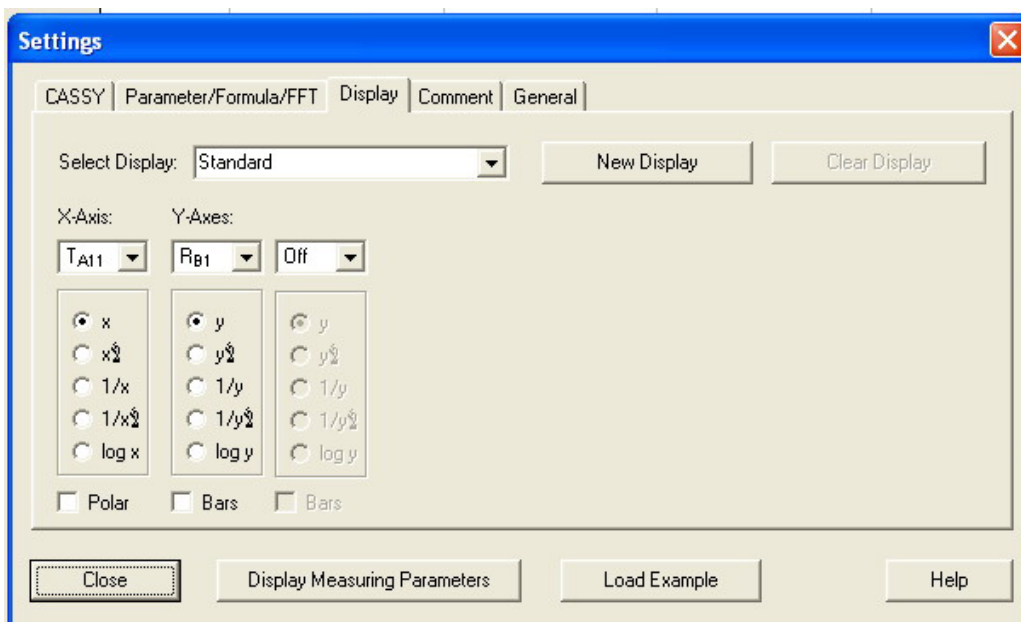 Settings
CASSY Parameter/Formula/FFT Display Comment General
Select Display: Standard New Display Clear Display
X-Axis: Y-Axes:
TA11 RB1 Off
x y y
x2 y2 y2
1/x 1/y 1/y
1/x2 1/y2 1/y2
log x log y log y
Polar Bars Bars
Close Display Measuring Parameters Load Example Help